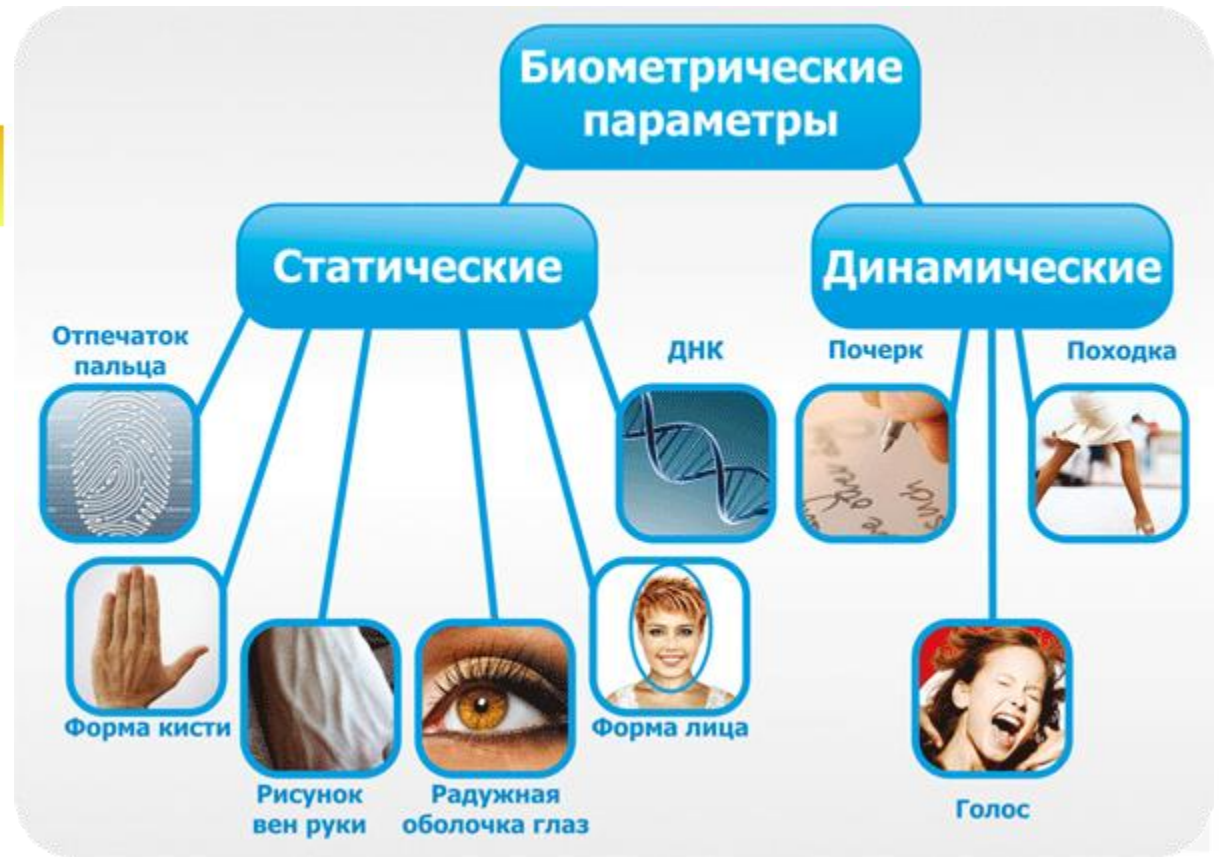 Биометрические
параметры
Статические
Динамические
Отпечаток
пальца
ДНК
Почерк
Походка
Форма кисти
Форма лица
Рисунок
вен руки
Радужная
оболочка глаз
Голос